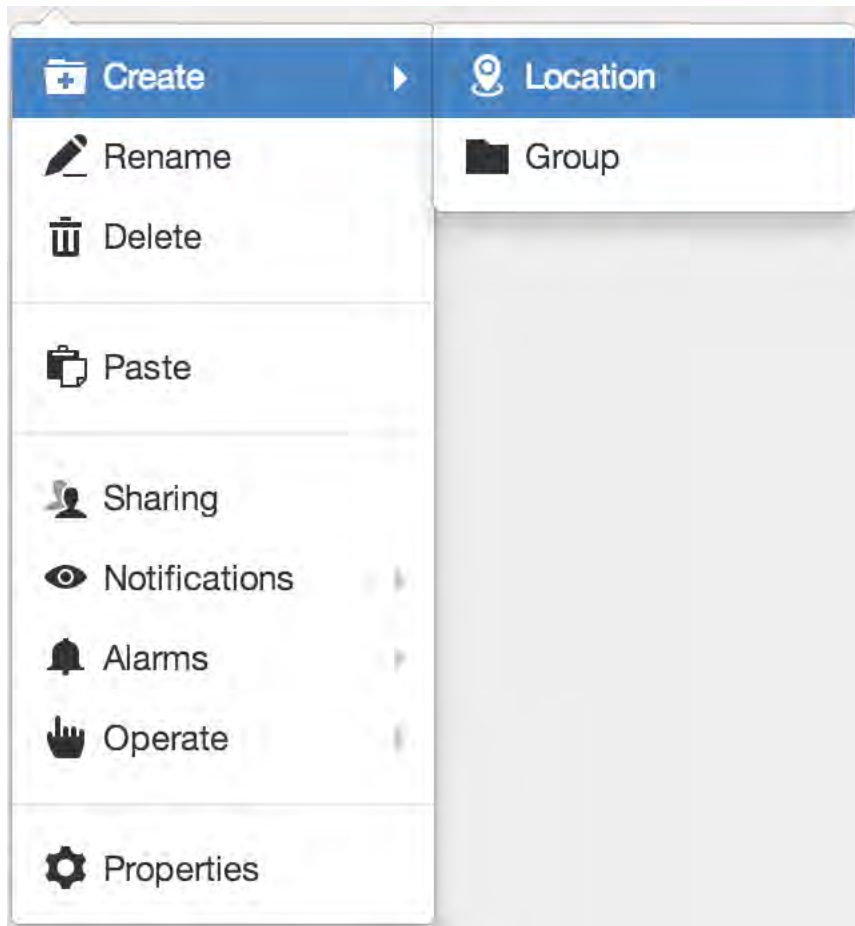 Create
Location
Rename
Group
Delete
Paste
Sharing
Notifications
Alarms
Operate
Properties